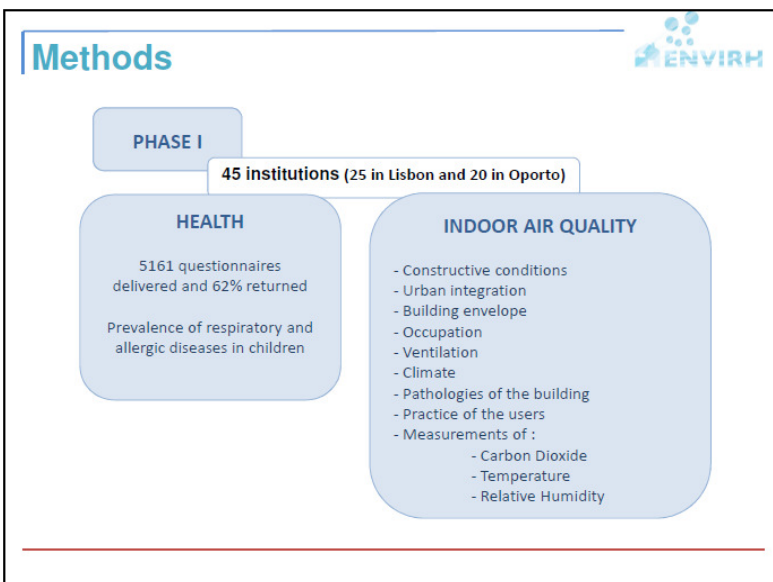 Methods
ENVIRH
PHASE I
45 institutions (25 in Lisbon and 20 in Oporto)
HEALTH
5161 questionnaires
delivered and 62% returned
Prevalence of respiratory and
allergic diseases in children
INDOOR AIR QUALITY
- Constructive conditions
- Urban integration
- Building envelope
- Occupation
- Ventilation
- Climate
- Pathologies of the building
- Practice of the users
- Measurements of :
- Carbon Dioxide
- Temperature
- Relative Humidity